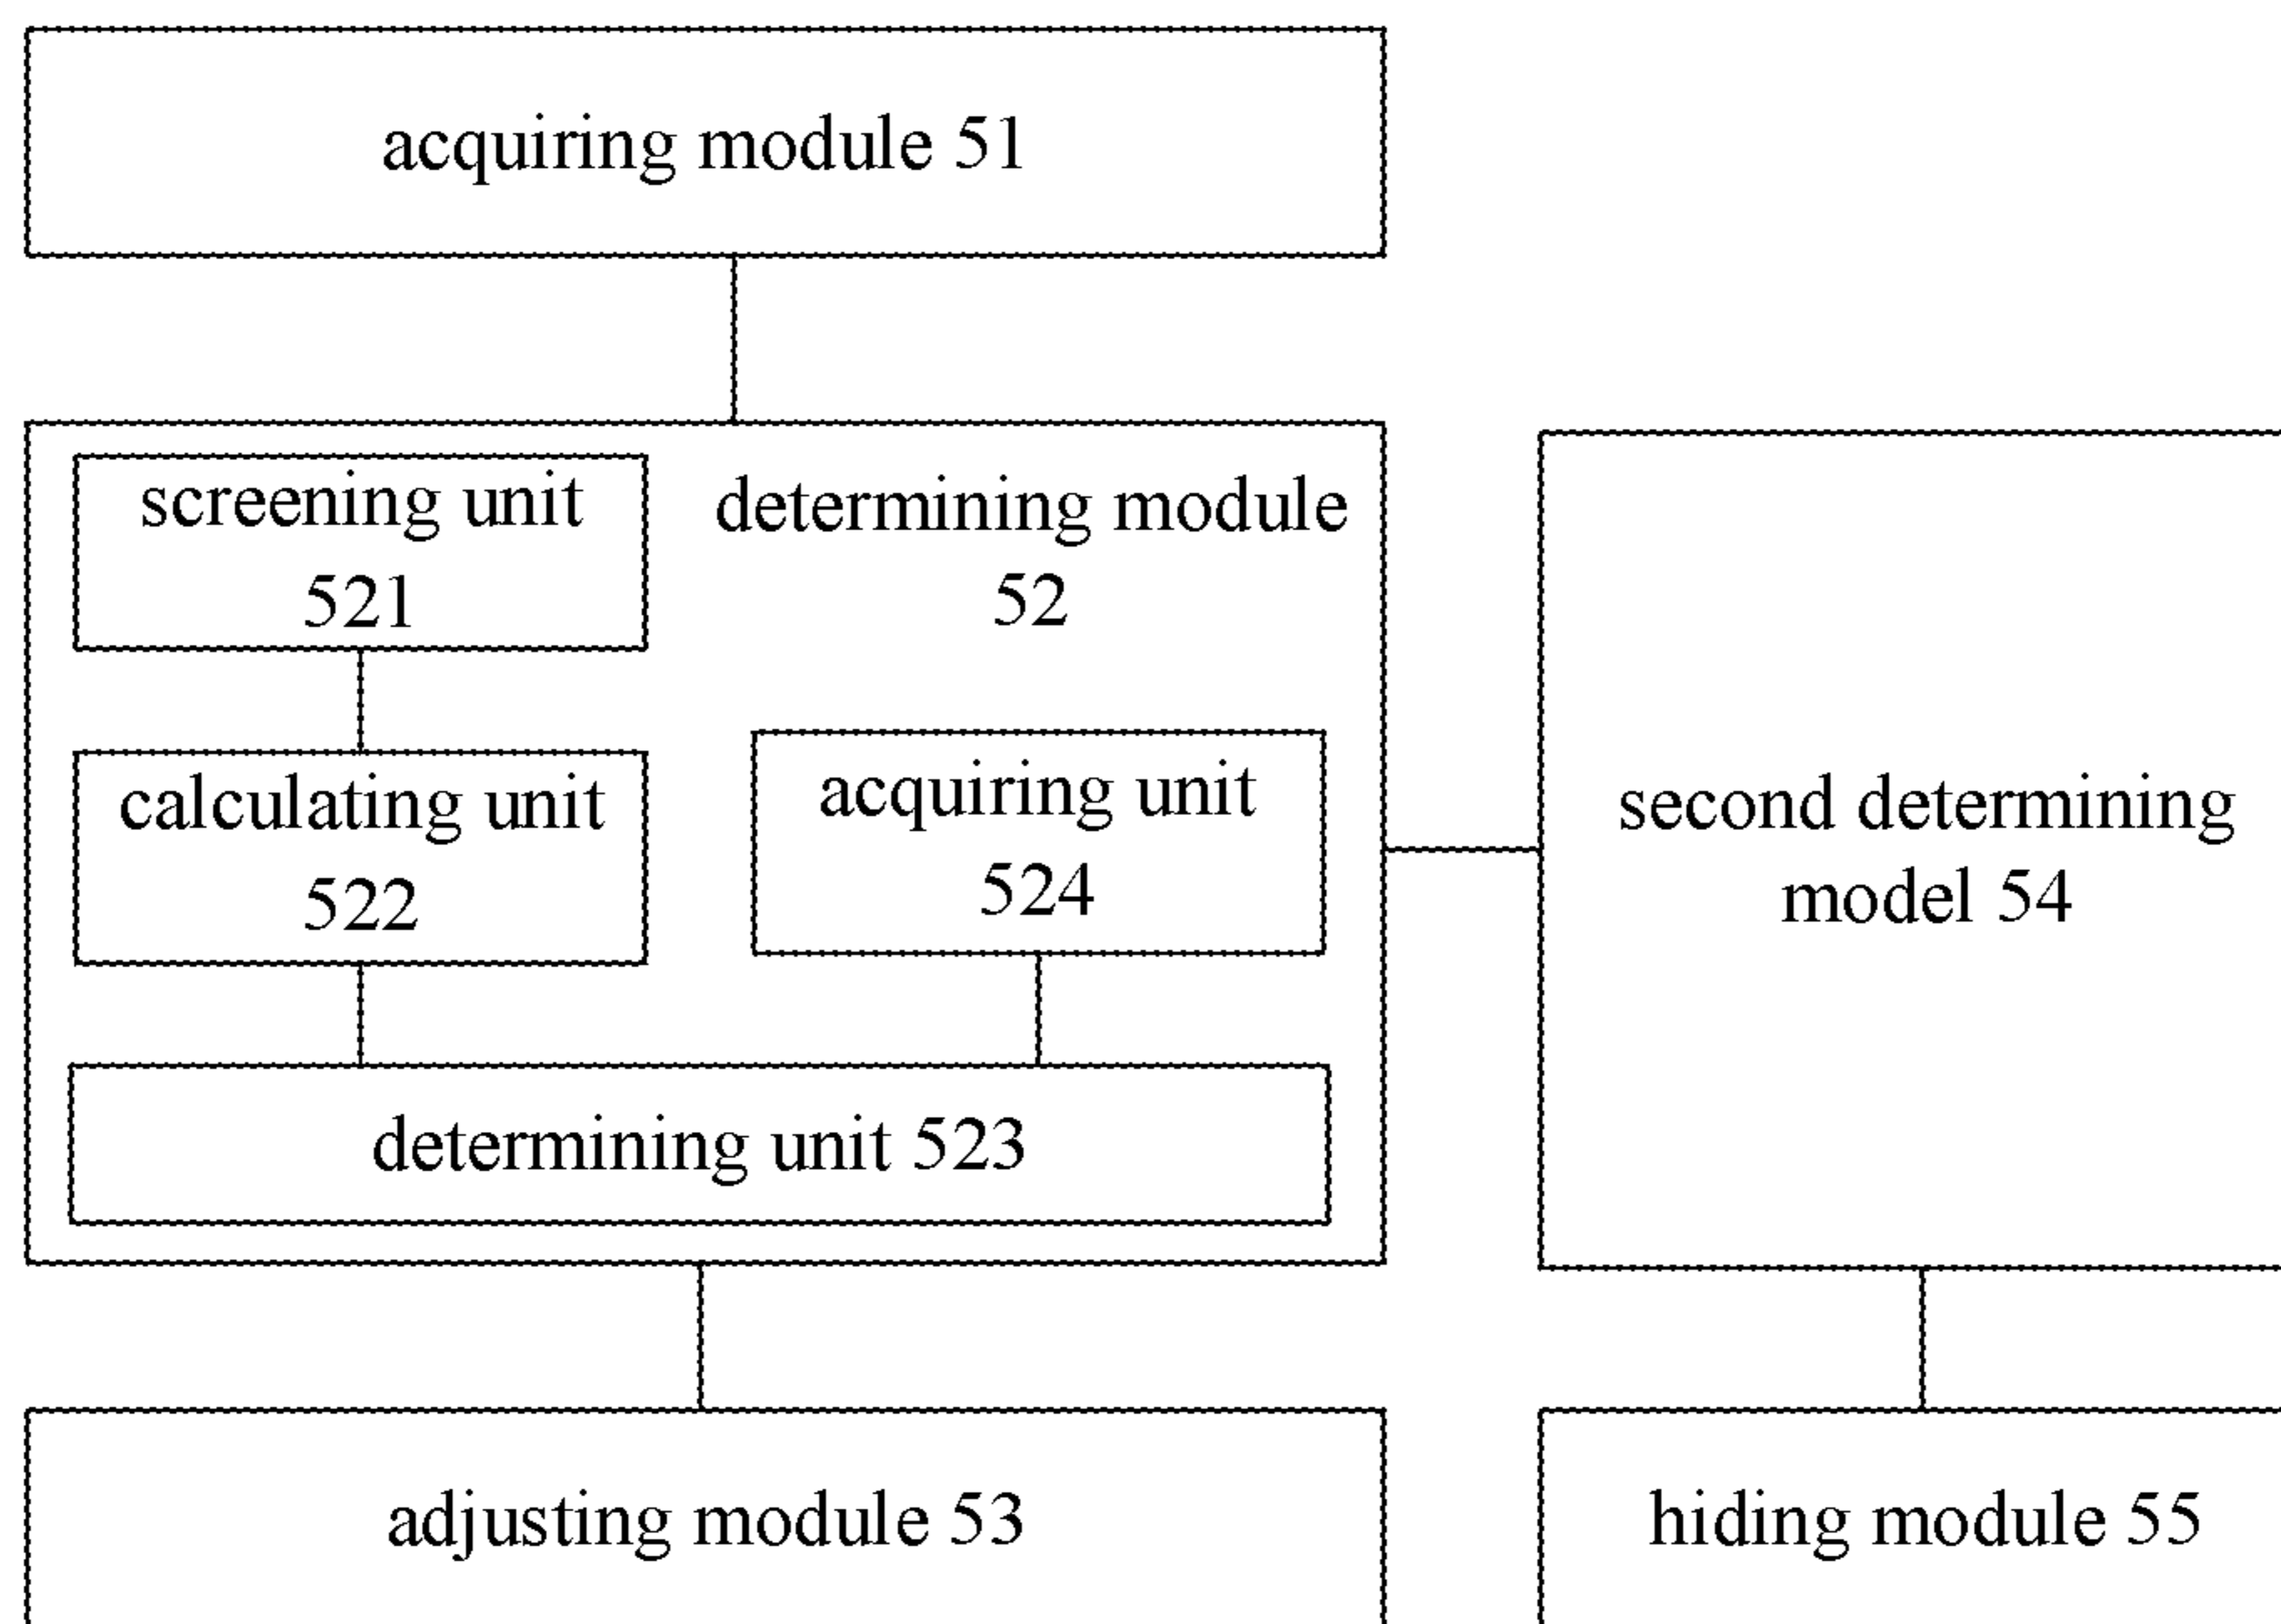 acquiring module 51
screening unit
521
determining module
52
calculating unit
522
acquiring unit
524
determining unit 523
second determining
model 54
adjusting module 53
hiding module 55